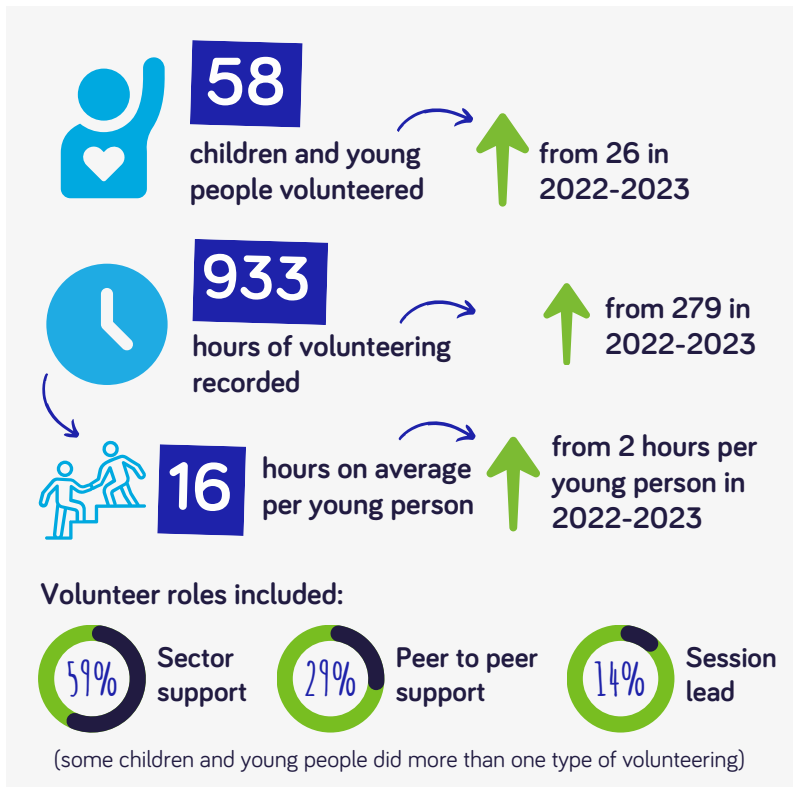 58
children and young
people volunteered
from 26 in
2022-2023
933
hours of volunteering
recorded
from 279 in
2022-2023
16
hours on average
per young person
from 2 hours per
young person in
2022-2023
Volunteer roles included:
59%
Sector
support
29%
Peer to peer
support
14%
Session
lead
(some children and young people did more than one type of volunteering)